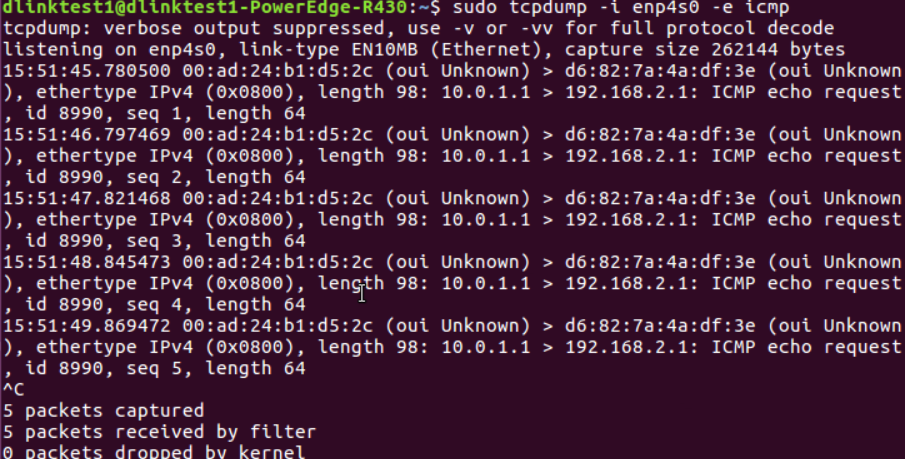 dlinktest1@dlinktest1-PowerEdge-R430:~$ sudo tcpdump -i enp4s0 -e icmp
tcpdump: verbose output suppressed, use -v or -vv for full protocol decode
listening on enp4s0, link-type EN10MB (Ethernet), capture size 262144 bytes
15:51:45.780500 00:ad:24:b1:d5:2c (oui Unknown) > d6:82:7a:4a:df:3e (oui Unknown
), ethertype IPv4 (0x0800), length 98: 10.0.1.1 > 192.168.2.1: ICMP echo request
, id 8990, seq 1, length 64
15:51:46.797469 00:ad:24:b1:d5:2c (oui Unknown) > d6:82:7a:4a:df:3e (oui Unknown
), ethertype IPv4 (0x0800), length 98: 10.0.1.1 > 192.168.2.1: ICMP echo request
, id 8990, seq 2, length 64
15:51:47.821468 00:ad:24:b1:d5:2c (oui Unknown) > d6:82:7a:4a:df:3e (oui Unknown
), ethertype IPv4 (0x0800), length 98: 10.0.1.1 > 192.168.2.1: ICMP echo request
, id 8990, seq 3, length 64
15:51:48.845473 00:ad:24:b1:d5:2c (oui Unknown) > d6:82:7a:4a:df:3e (oui Unknown
), ethertype IPv4 (0x0800), length 98: 10.0.1.1 > 192.168.2.1: ICMP echo request
, id 8990, seq 4, length 64
15:51:49.869472 00:ad:24:b1:d5:2c (oui Unknown) > d6:82:7a:4a:df:3e (oui Unknown
), ethertype IPv4 (0x0800), length 98: 10.0.1.1 > 192.168.2.1: ICMP echo request
, id 8990, seq 5, length 64
^C
5 packets captured
5 packets received by filter
0 packets dropped by kernel